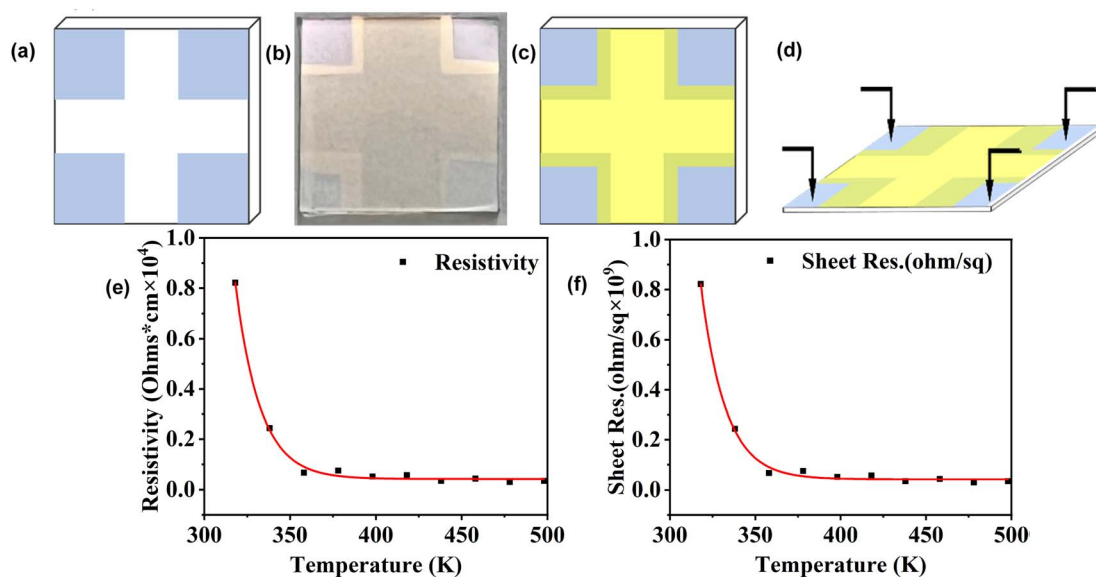 (a)
(b)
(c)
(d)
(e)
Resistivity (Ohms*cm×10⁴)
1.0
0.8
0.6
0.4
0.2
0.0
Resistivity
300
350
400
450
500
Temperature (K)
(f)
Sheet Res.(ohm/sq×10⁹)
1.0
0.8
0.6
0.4
0.2
0.0
Sheet Res.(ohm/sq)
300
350
400
450
500
Temperature (K)